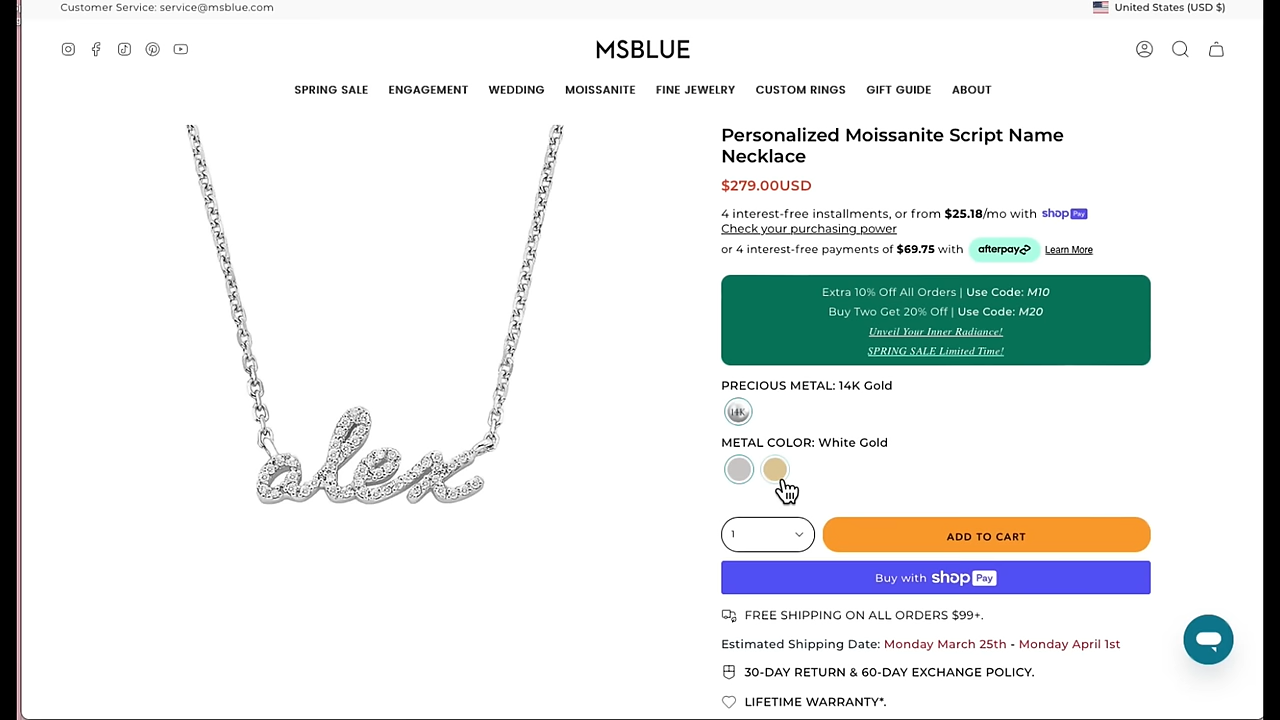 Customer Service: service@msblue.com
United States (USD $)
MSBLUE
SPRING SALE ENGAGEMENT WEDDING MOISSANITE FINE JEWELRY CUSTOM RINGS GIFT GUIDE ABOUT
alex
Personalized Moissanite Script Name
Necklace
$279.00USD
4 interest-free installments, or from $25.18/mo with shop Pay
Check your purchasing power
or 4 interest-free payments of $69.75 with afterpay Learn More
Extra 10% Off All Orders | Use Code: M10
Buy Two Get 20% Off | Use Code: M20
Unveil Your Inner Radiance!
SPRING SALE Limited Time!
PRECIOUS METAL: 14K Gold
14K
METAL COLOR: White Gold
1
ADD TO CART
Buy with shop Pay
FREE SHIPPING ON ALL ORDERS $99+.
Estimated Shipping Date: Monday March 25th - Monday April 1st
30-DAY RETURN & 60-DAY EXCHANGE POLICY.
LIFETIME WARRANTY*.